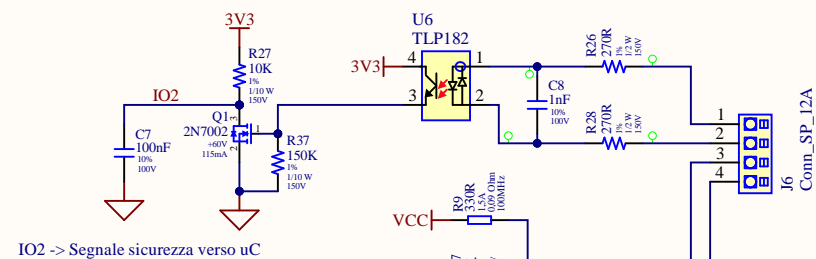 3V3
U6
TLP182
R27
10K
1%
1/10 W
150V
3V3
4
1
3
2
R26
270R
1%
1/2 W
150V
IO2
C8
1nF
10%
100V
Q1
2N7002
+60V
115mA
3
1
2
C7
100nF
10%
100V
R37
150K
1%
1/10 W
150V
R28
270R
1%
1/2 W
150V
1
2
3
4
J6
Conn_SP_12A
VCC
R9
330R
1.5A
0.09 Ohm
100MHz
IO2 -> Segnale sicurezza verso uC